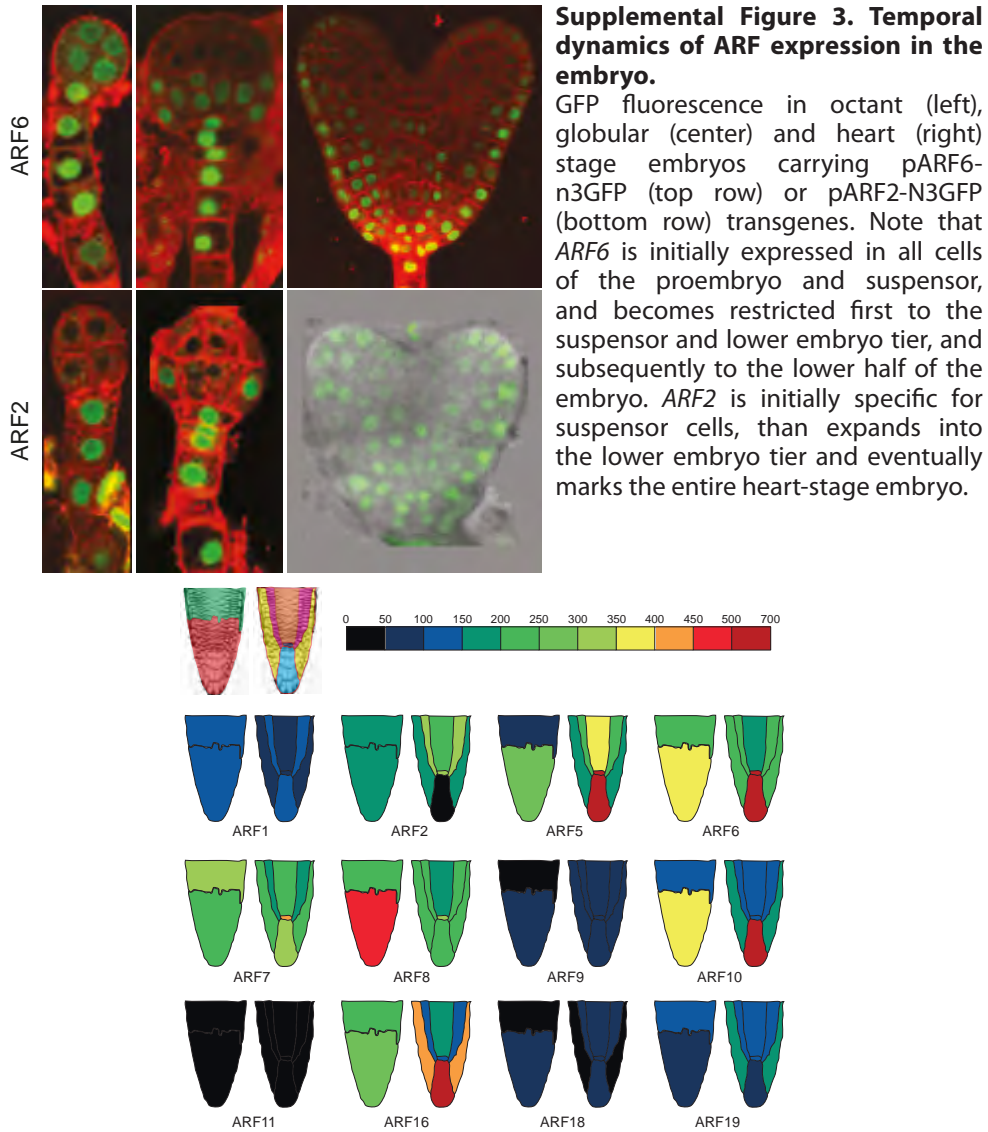 ARF6
ARF2
Supplemental Figure 3. Temporal
dynamics of ARF expression in the
embryo.
GFP fluorescence in octant (left),
globular (center) and heart (right)
stage embryos carrying pARF6-
n3GFP (top row) or pARF2-N3GFP
(bottom row) transgenes. Note that
ARF6 is initially expressed in all cells
of the proembryo and suspensor,
and becomes restricted first to the
suspensor and lower embryo tier, and
subsequently to the lower half of the
embryo. ARF2 is initially specific for
suspensor cells, than expands into
the lower embryo tier and eventually
marks the entire heart-stage embryo.
0 50 100 150 200 250 300 350 400 450 500 700
ARF1 ARF2 ARF5 ARF6
ARF7 ARF8 ARF9 ARF10
ARF11 ARF16 ARF18 ARF19